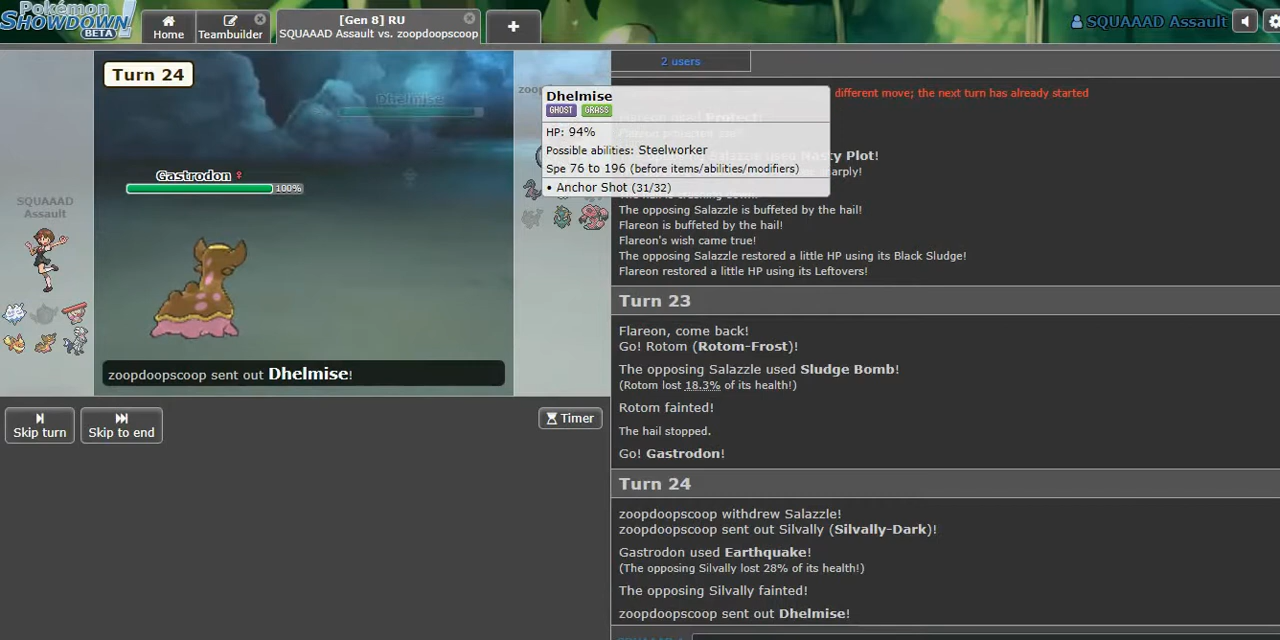 Pokémon
SHOWDOWN!
BETA
Home
Teambuilder
[Gen 8] RU
SQUAAAD Assault vs. zoopdoopscoop
SQUAAAD Assault
Turn 24
Dhelmise
zoo
Dhelmise
GHOST GRASS
HP: 94%
Possible abilities: Steelworker
Spe 76 to 196 (before items/abilities/modifiers)
• Anchor Shot (31/32)
Gastrodon ♀
100%
SQUAAAD
Assault
zoopdoopscoop sent out Dhelmise!
Skip turn
Skip to end
Timer
2 users
different move; the next turn has already started
Flareon used Protect!
used Nasty Plot!
The opposing Salazzle is buffeted by the hail!
Flareon is buffeted by the hail!
Flareon's wish came true!
The opposing Salazzle restored a little HP using its Black Sludge!
Flareon restored a little HP using its Leftovers!
Turn 23
Flareon, come back!
Go! Rotom (Rotom-Frost)!
The opposing Salazzle used Sludge Bomb!
(Rotom lost 18.3% of its health!)
Rotom fainted!
The hail stopped.
Go! Gastrodon!
Turn 24
zoopdoopscoop withdrew Salazzle!
zoopdoopscoop sent out Silvally (Silvally-Dark)!
Gastrodon used Earthquake!
(The opposing Silvally lost 28% of its health!)
The opposing Silvally fainted!
zoopdoopscoop sent out Dhelmise!